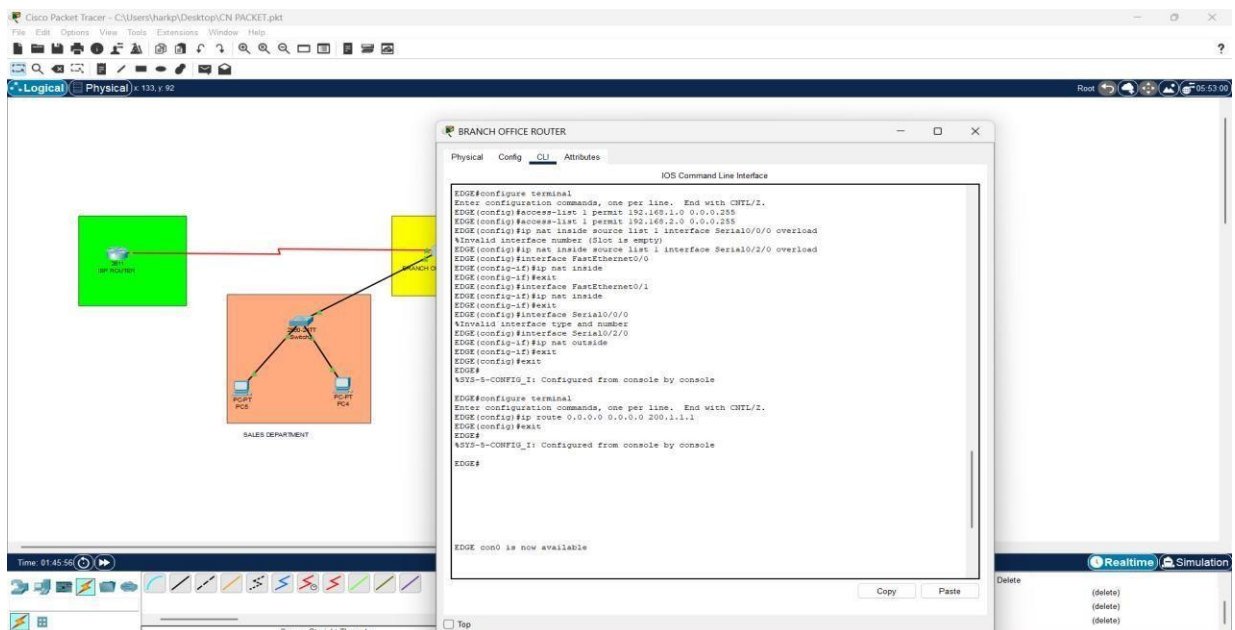 Cisco Packet Tracer - C:\Users\harkp\Desktop\CN PACKET.pkt
File Edit Options View Tools Extensions Window Help
?
Logical Physical x: 133, y: 92
Root 05:53:00
BRANCH OFFICE ROUTER
Physical Config CLI Attributes
IOS Command Line Interface
EDGE#configure terminal
Enter configuration commands, one per line. End with CNTL/Z.
EDGE(config)#access-list 1 permit 192.168.1.0 0.0.0.255
EDGE(config)#access-list 1 permit 192.168.2.0 0.0.0.255
EDGE(config)#ip nat inside source list 1 interface Serial0/0/0 overload
%Invalid interface number (Slot is empty)
EDGE(config)#ip nat inside source list 1 interface Serial0/2/0 overload
EDGE(config)#interface FastEthernet0/0
EDGE(config-if)#ip nat inside
EDGE(config-if)#exit
EDGE(config)#interface FastEthernet0/1
EDGE(config-if)#ip nat inside
EDGE(config-if)#exit
EDGE(config)#interface Serial0/0/0
%Invalid interface type and number
EDGE(config)#interface Serial0/2/0
EDGE(config-if)#ip nat outside
EDGE(config-if)#exit
EDGE(config)#exit
EDGE#
%SYS-5-CONFIG_I: Configured from console by console
EDGE#configure terminal
Enter configuration commands, one per line. End with CNTL/Z.
EDGE(config)#ip route 0.0.0.0 0.0.0.0 200.1.1.1
EDGE(config)#exit
EDGE#
%SYS-5-CONFIG_I: Configured from console by console
EDGE#
EDGE con0 is now available
Copy Paste
Top
2811
ISP ROUTER
BRANCH O
Switch
PC-PT
PC5
PC-PT
PC4
SALES DEPARTMENT
Time: 01:45:56
Realtime Simulation
Delete
(delete)
(delete)
(delete)